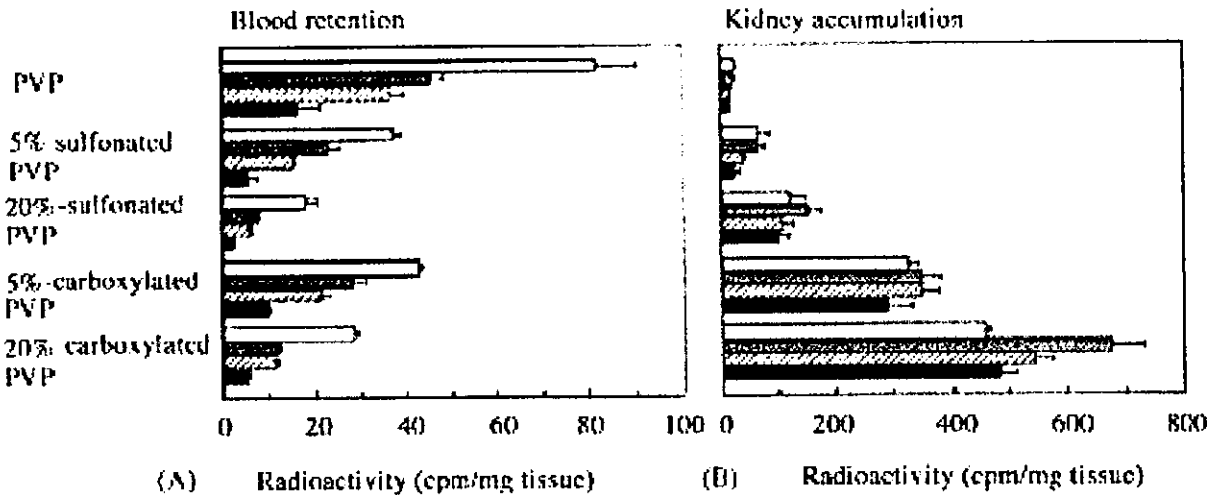 Blood retention
Kidney accumulation
PVP
5% sulfonated
PVP
20%-sulfonated
PVP
5%-carboxylated
PVP
20% carboxylated
PVP
0 20 40 60 80 100
0 200 400 600 800
(A) Radioactivity (cpm/mg tissue)
(B) Radioactivity (cpm/mg tissue)